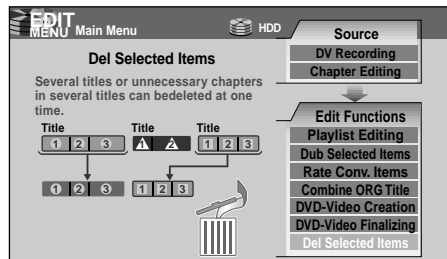 EDIT
MENU Main Menu
HDD
Del Selected Items
Several titles or unnecessary chapters
in several titles can bedeleted at one
time.
Title Title Title
1 2 3 1 2 1 2 3
1 2 3 1 2 3
Source
DV Recording
Chapter Editing
Edit Functions
Playlist Editing
Dub Selected Items
Rate Conv. Items
Combine ORG Title
DVD-Video Creation
DVD-Video Finalizing
Del Selected Items